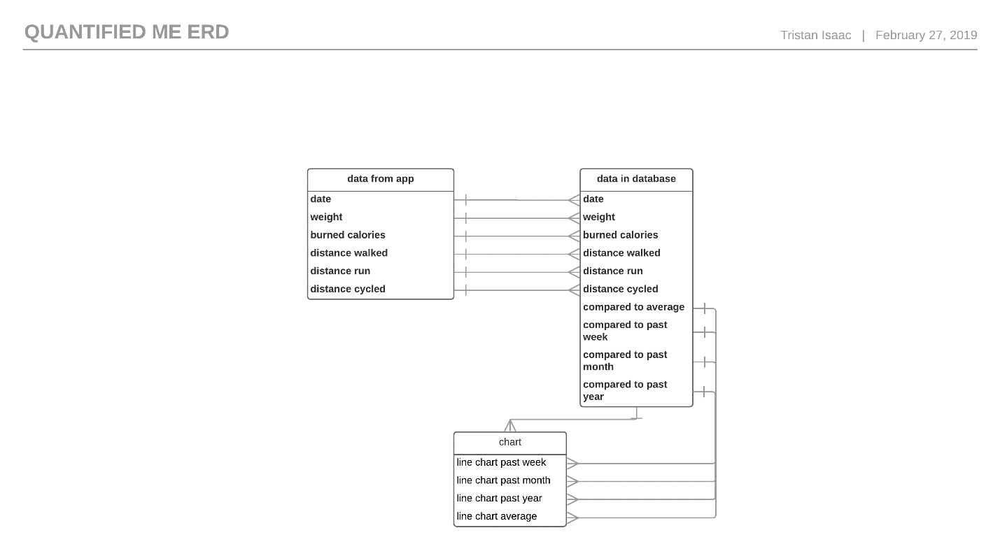 QUANTIFIED ME ERD
Tristan Isaac | February 27, 2019
data from app
date
weight
burned calories
distance walked
distance run
distance cycled
data in database
date
weight
burned calories
distance walked
distance run
distance cycled
compared to average
compared to past
week
compared to past
month
compared to past
year
chart
line chart past week
line chart past month
line chart past year
line chart average